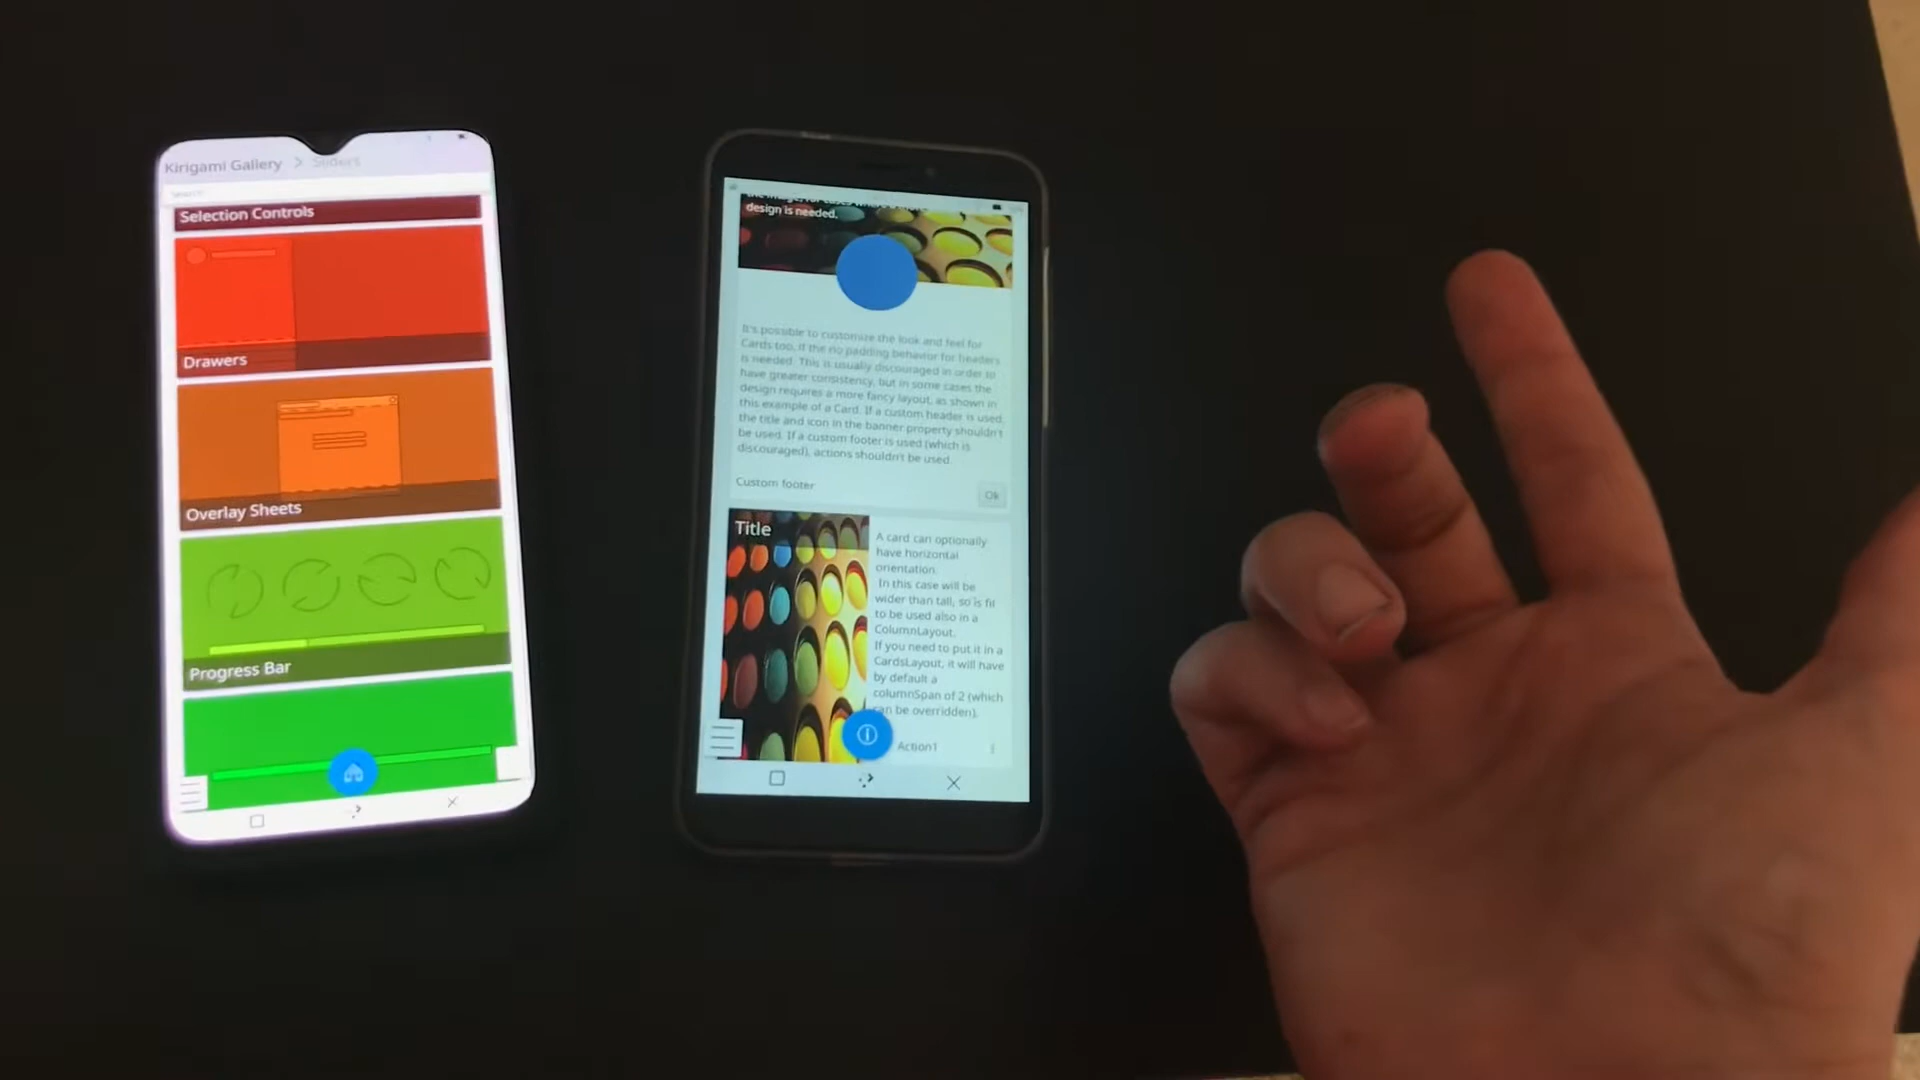 Kirigami Gallery > Sliders
Search
Selection Controls
Drawers
Overlay Sheets
Progress Bar
design is needed.
It's possible to customize the look and feel for
Cards too, if the no padding behavior for headers
is needed. This is usually discouraged in order to
have greater consistency, but in some cases the
design requires a more fancy layout, as shown in
this example of a Card. If a custom header is used,
the title and icon in the banner property shouldn't
be used. If a custom footer is used (which is
discouraged), actions shouldn't be used.
Custom footer
Ok
Title
A card can optionally
have horizontal
orientation.
In this case will be
wider than tall, so is fit
to be used also in a
ColumnLayout.
If you need to put it in a
CardsLayout, it will have
by default a
columnSpan of 2 (which
can be overridden).
Action1